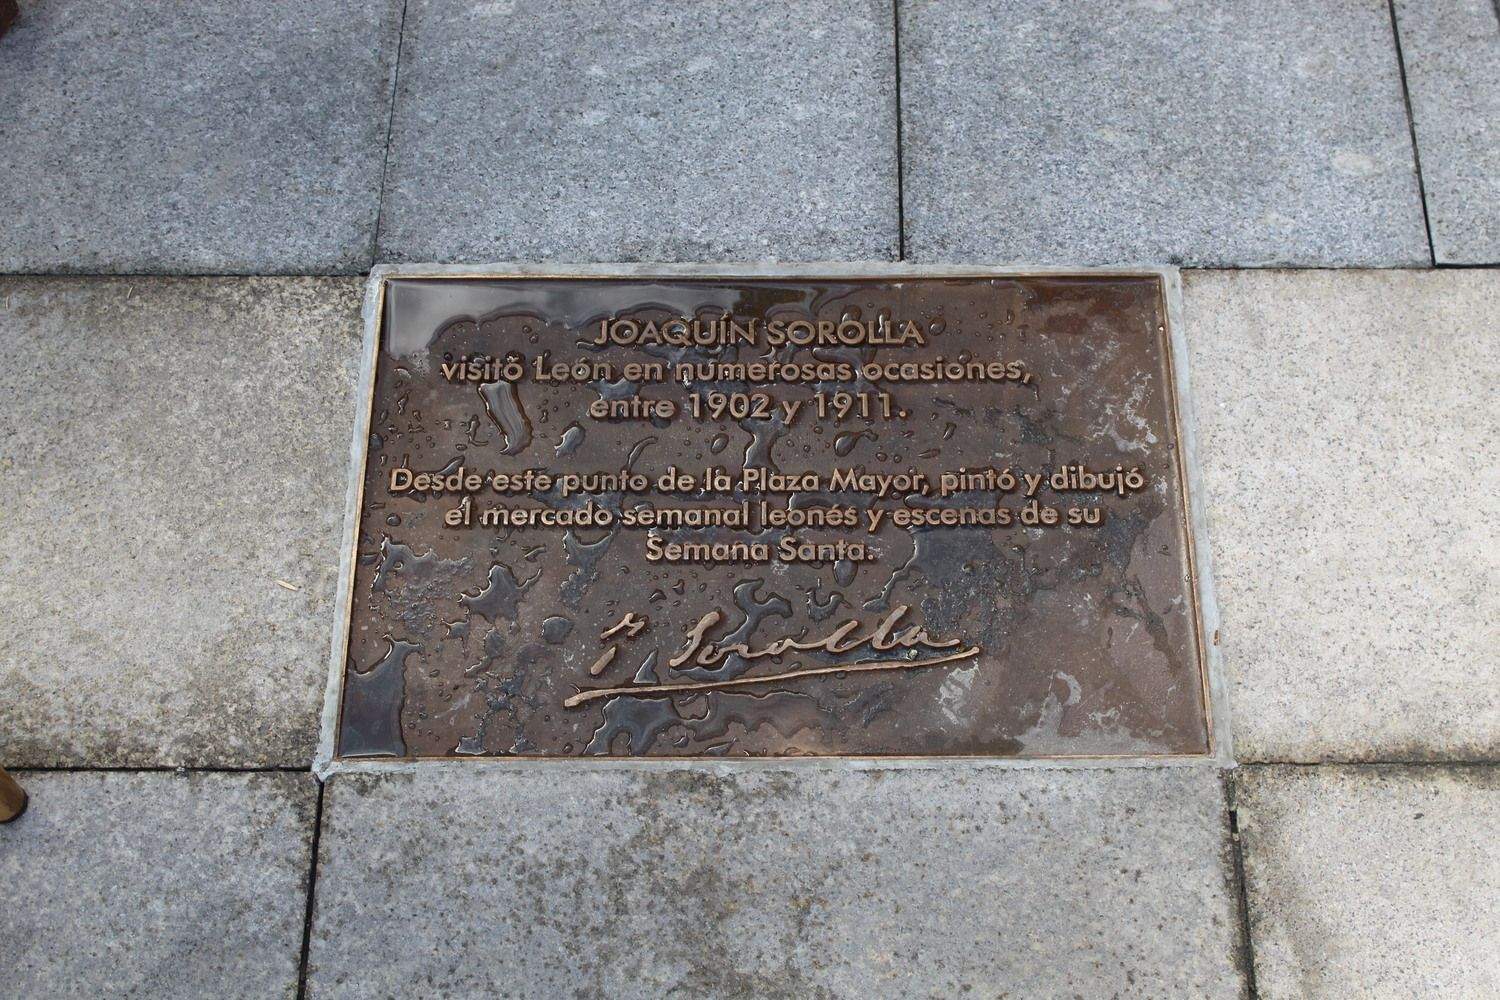 JOAQUÍN SOROLLA
visitó León en numerosas ocasiones,
entre 1902 y 1911.
Desde este punto de la Plaza Mayor, pintó y dibujó
el mercado semanal leonés y escenas de su
Semana Santa.
J Sorolla